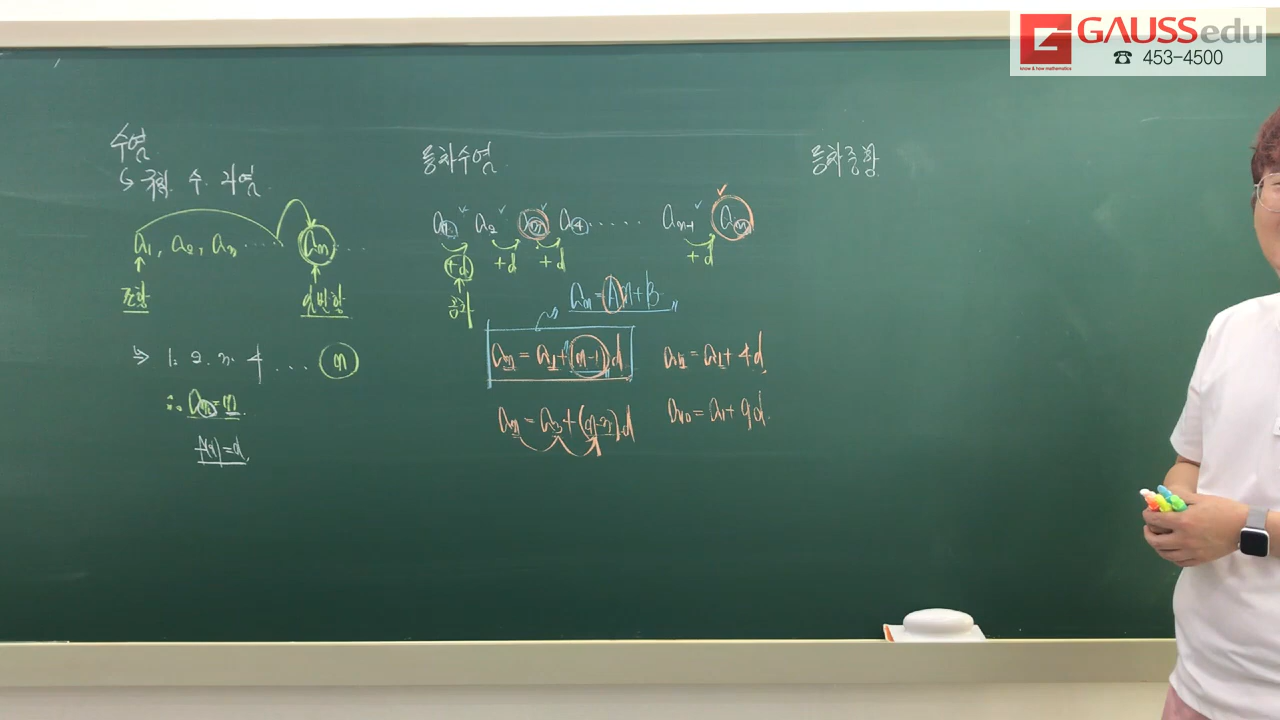 GAUSSedu
know & how mathematics
☎ 453-4500
수열
↳ 규칙 수 나열
a₁, a₂, a₃ ····· aₙ ···
초항
일반항
⇒ 1. 2. 3. 4 ... n
∴ aₙ = n
등차수열
a₁ a₂ a₃ a₄ ····· aₙ₋₁ aₙ
+d +d +d +d
공차
aₙ = An+B
aₙ = a₁+(n-1)d
aₙ = a₃+(n-3)d
a₅ = a₁+4d
a₁₀ = a₁+9d
등차중항